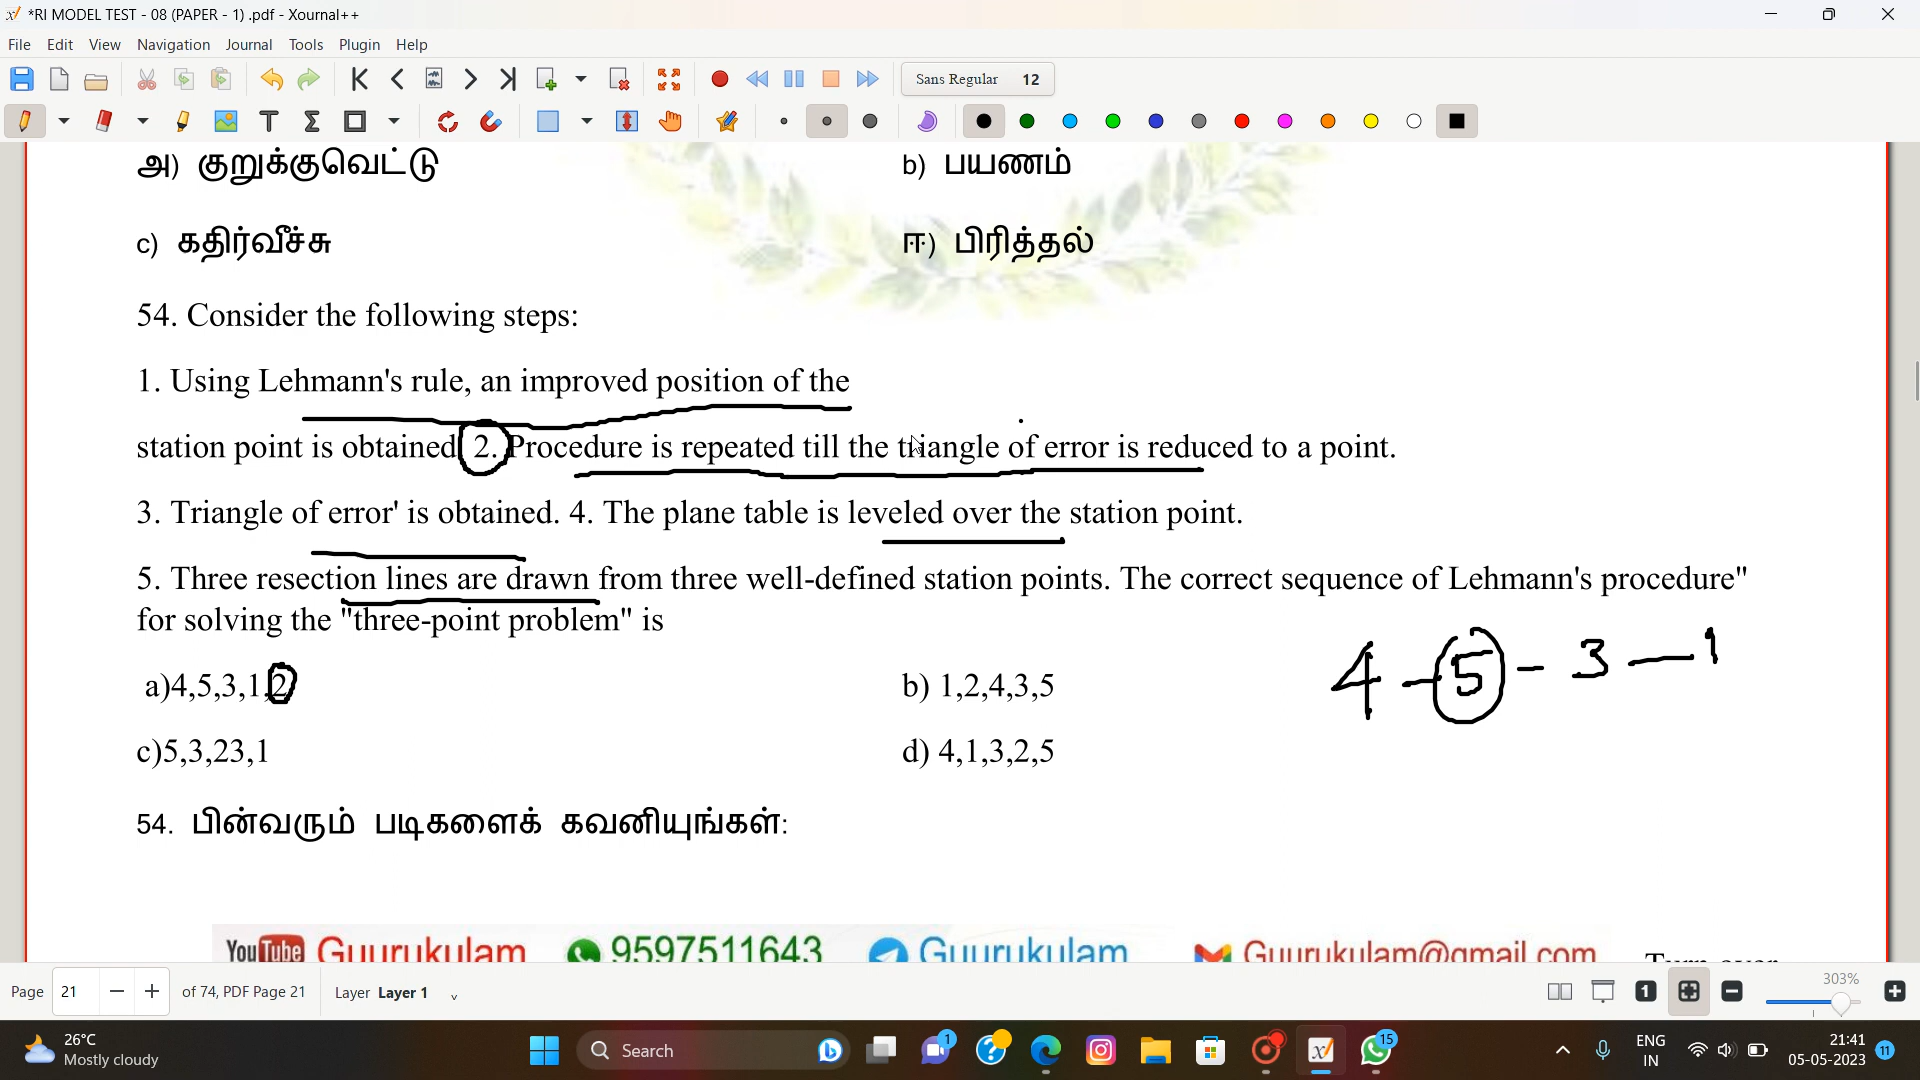 *RI MODEL TEST - 08 (PAPER - 1) .pdf - Xournal++
File Edit View Navigation Journal Tools Plugin Help
Sans Regular 12
அ) குறுக்குவெட்டு b) பயணம்
c) கதிர்வீச்சு ஈ) பிரித்தல்
54. Consider the following steps:
1. Using Lehmann's rule, an improved position of the
station point is obtained 2. Procedure is repeated till the triangle of error is reduced to a point.
3. Triangle of error' is obtained. 4. The plane table is leveled over the station point.
5. Three resection lines are drawn from three well-defined station points. The correct sequence of Lehmann's procedure"
for solving the "three-point problem" is
4 - 5 - 3 - 1
a)4,5,3,1,2 b) 1,2,4,3,5
c)5,3,23,1 d) 4,1,3,2,5
54. பின்வரும் படிகளைக் கவனியுங்கள்:
YouTube Guurukulam 9597511643 Guurukulam Guurukulam@gmail.com Turn over
Page 21 of 74, PDF Page 21 Layer Layer 1 303%
26°C
Mostly cloudy
Search
1
15
ENG
IN
21:41
05-05-2023
11